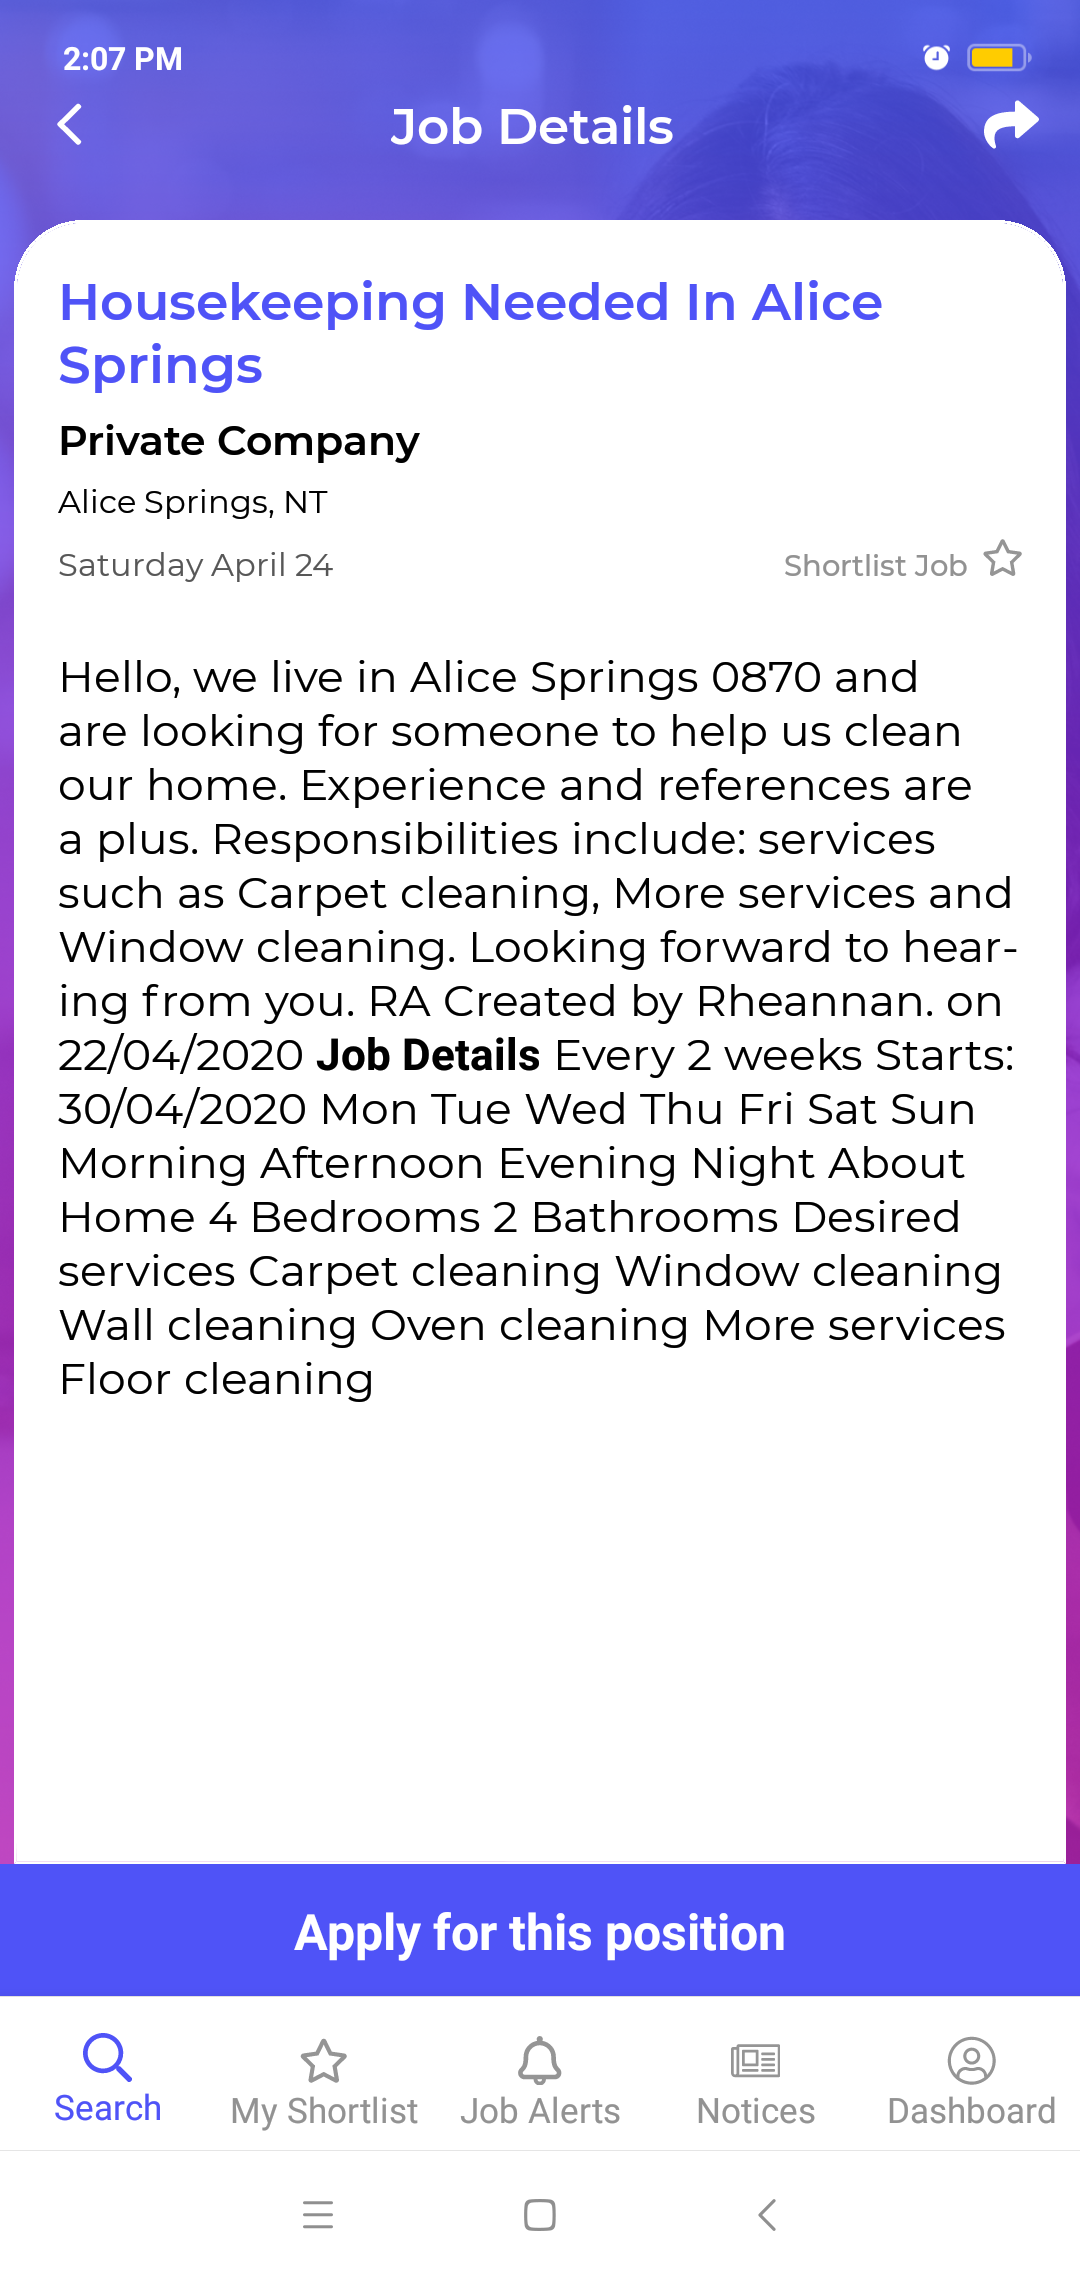 2:07 PM
Job Details
Housekeeping Needed In Alice
Springs
Private Company
Alice Springs, NT
Saturday April 24
Shortlist Job
Hello, we live in Alice Springs 0870 and
are looking for someone to help us clean
our home. Experience and references are
a plus. Responsibilities include: services
such as Carpet cleaning, More services and
Window cleaning. Looking forward to hear-
ing from you. RA Created by Rheannan. on
22/04/2020 Job Details Every 2 weeks Starts:
30/04/2020 Mon Tue Wed Thu Fri Sat Sun
Morning Afternoon Evening Night About
Home 4 Bedrooms 2 Bathrooms Desired
services Carpet cleaning Window cleaning
Wall cleaning Oven cleaning More services
Floor cleaning
Apply for this position
Search
My Shortlist
Job Alerts
Notices
Dashboard